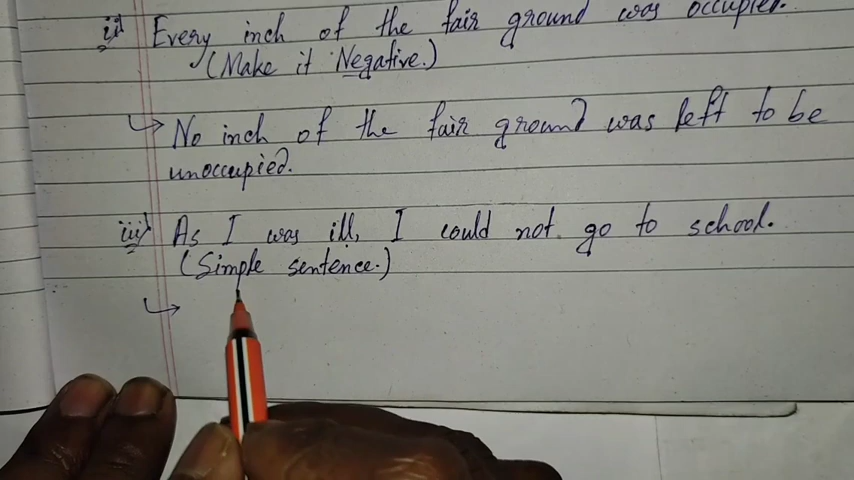 ii) Every inch of the fair ground was occupied.
(Make it Negative.)
↳ No inch of the fair ground was left to be
unoccupied.
iii) As I was ill, I could not go to school.
(Simple sentence.)
↳